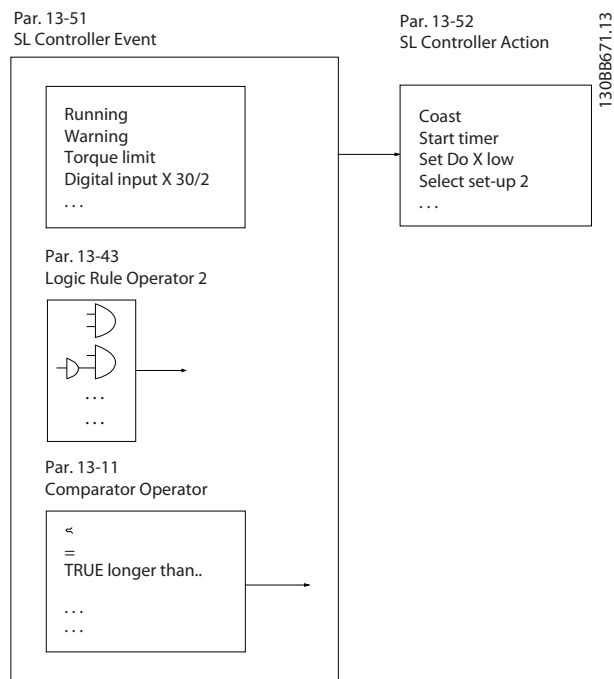 Par. 13-51
SL Controller Event
Par. 13-52
SL Controller Action
130BB671.13
Running
Warning
Torque limit
Digital input X 30/2
. . .
Coast
Start timer
Set Do X low
Select set-up 2
. . .
Par. 13-43
Logic Rule Operator 2
. . .
. . .
Par. 13-11
Comparator Operator
<
=
TRUE longer than..
. . .
. . .